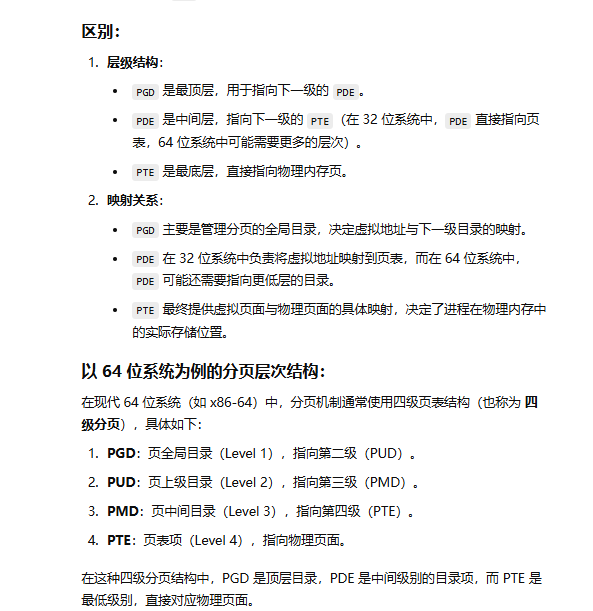 区别：
1. 层级结构：
• PGD 是最顶层，用于指向下一级的 PDE。
• PDE 是中间层，指向下一级的 PTE（在 32 位系统中，PDE 直接指向页
表，64 位系统中可能需要更多的层次）。
• PTE 是最底层，直接指向物理内存页。
2. 映射关系：
• PGD 主要是管理分页的全局目录，决定虚拟地址与下一级目录的映射。
• PDE 在 32 位系统中负责将虚拟地址映射到页表，而在 64 位系统中，
PDE 可能还需要指向更低层的目录。
• PTE 最终提供虚拟页面与物理页面的具体映射，决定了进程在物理内存中
的实际存储位置。
以 64 位系统为例的分页层次结构：
在现代 64 位系统（如 x86-64）中，分页机制通常使用四级页表结构（也称为 四
级分页），具体如下：
1. PGD：页全局目录（Level 1），指向第二级（PUD）。
2. PUD：页上级目录（Level 2），指向第三级（PMD）。
3. PMD：页中间目录（Level 3），指向第四级（PTE）。
4. PTE：页表项（Level 4），指向物理页面。
在这种四级分页结构中，PGD 是顶层目录，PDE 是中间级别的目录项，而 PTE 是
最低级别，直接对应物理页面。